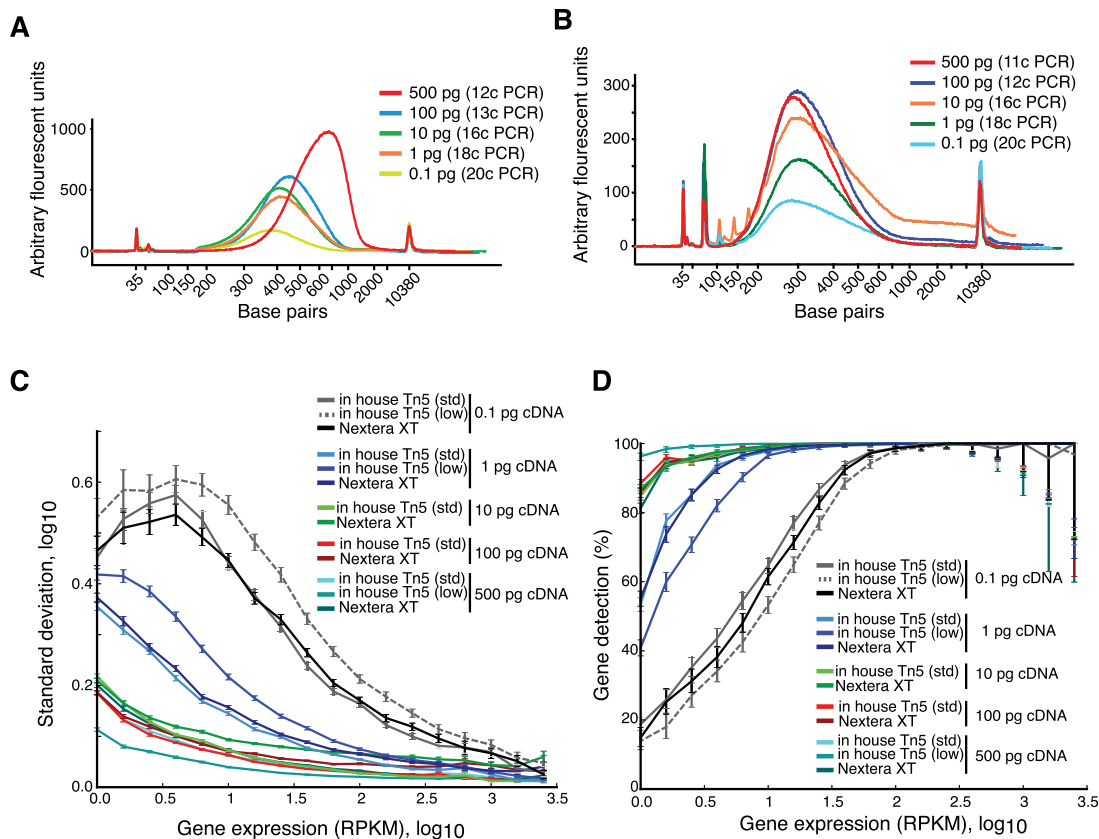 A
Arbitrary flourescent units
1000
500
0
500 pg (12c PCR)
100 pg (13c PCR)
10 pg (16c PCR)
1 pg (18c PCR)
0.1 pg (20c PCR)
35
100
150
200
300
400
500
600
1000
2000
10380
Base pairs
B
Arbitrary flourescent units
300
200
100
0
500 pg (11c PCR)
100 pg (12c PCR)
10 pg (16c PCR)
1 pg (18c PCR)
0.1 pg (20c PCR)
35
100
150
200
300
400
500
600
1000
2000
10380
Base pairs
C
Standard deviation, log10
0.6
0.4
0.2
0.0
in house Tn5 (std)
in house Tn5 (low)
Nextera XT
0.1 pg cDNA
in house Tn5 (std)
in house Tn5 (low)
Nextera XT
1 pg cDNA
in house Tn5 (std)
Nextera XT
10 pg cDNA
in house Tn5 (std)
Nextera XT
100 pg cDNA
in house Tn5 (std)
in house Tn5 (low)
Nextera XT
500 pg cDNA
0.0
0.5
1
1.5
2.0
2.5
3.0
3.5
Gene expression (RPKM), log10
D
Gene detection (%)
100
80
60
40
20
0
in house Tn5 (std)
in house Tn5 (low)
Nextera XT
0.1 pg cDNA
in house Tn5 (std)
in house Tn5 (low)
Nextera XT
1 pg cDNA
in house Tn5 (std)
Nextera XT
10 pg cDNA
in house Tn5 (std)
Nextera XT
100 pg cDNA
in house Tn5 (std)
in house Tn5 (low)
Nextera XT
500 pg cDNA
0.0
0.5
1
1.5
2.0
2.5
3.0
3.5
Gene expression (RPKM), log10